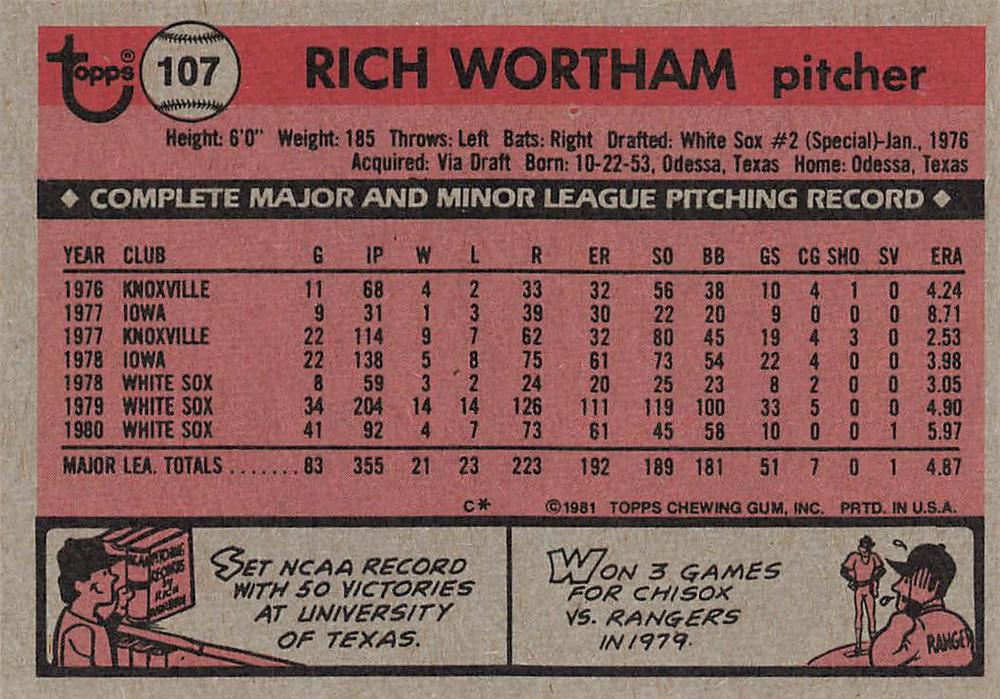 topps® 107 RICH WORTHAM pitcher
Height: 6'0" Weight: 185 Throws: Left Bats: Right Drafted: White Sox #2 (Special)-Jan., 1976
Acquired: Via Draft Born: 10-22-53, Odessa, Texas Home: Odessa, Texas
◆ COMPLETE MAJOR AND MINOR LEAGUE PITCHING RECORD ◆
YEAR CLUB G IP W L R ER SO BB GS CG SHO SV ERA
1976 KNOXVILLE 11 68 4 2 33 32 56 38 10 4 1 0 4.24
1977 IOWA 9 31 1 3 39 30 22 20 9 0 0 0 8.71
1977 KNOXVILLE 22 114 9 7 62 32 80 45 19 4 3 0 2.53
1978 IOWA 22 138 5 8 75 61 73 54 22 4 0 0 3.98
1978 WHITE SOX 8 59 3 2 24 20 25 23 8 2 0 0 3.05
1979 WHITE SOX 34 204 14 14 126 111 119 100 33 5 0 0 4.90
1980 WHITE SOX 41 92 4 7 73 61 45 58 10 0 0 1 5.97
MAJOR LEA. TOTALS ....... 83 355 21 23 223 192 189 181 51 7 0 1 4.87
C* ©1981 TOPPS CHEWING GUM, INC. PRTD. IN U.S.A.
SET NCAA RECORD
WITH 50 VICTORIES
AT UNIVERSITY
OF TEXAS.
WON 3 GAMES
FOR CHISOX
VS. RANGERS
IN 1979.
RECORDS
BY
RICH
WORTHAM
RANGER